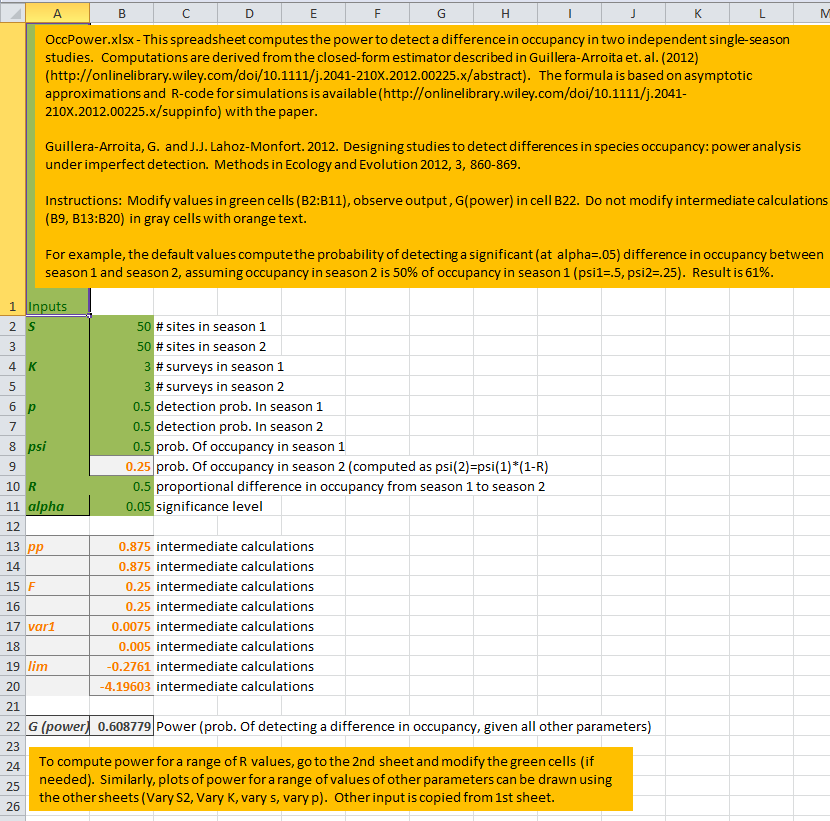 A B C D E F G H I J K L M
OccPower.xlsx - This spreadsheet computes the power to detect a difference in occupancy in two independent single-season
studies. Computations are derived from the closed-form estimator described in Guillera-Arroita et. al. (2012)
(http://onlinelibrary.wiley.com/doi/10.1111/j.2041-210X.2012.00225.x/abstract). The formula is based on asymptotic
approximations and R-code for simulations is available (http://onlinelibrary.wiley.com/doi/10.1111/j.2041-
210X.2012.00225.x/suppinfo) with the paper.
Guillera-Arroita, G. and J.J. Lahoz-Monfort. 2012. Designing studies to detect differences in species occupancy: power analysis
under imperfect detection. Methods in Ecology and Evolution 2012, 3, 860-869.
Instructions: Modify values in green cells (B2:B11), observe output , G(power) in cell B22. Do not modify intermediate calculations
(B9, B13:B20) in gray cells with orange text.
For example, the default values compute the probability of detecting a significant (at alpha=.05) difference in occupancy between
season 1 and season 2, assuming occupancy in season 2 is 50% of occupancy in season 1 (psi1=.5, psi2=.25). Result is 61%.
1 Inputs
2 S 50 # sites in season 1
3 50 # sites in season 2
4 K 3 # surveys in season 1
5 3 # surveys in season 2
6 p 0.5 detection prob. In season 1
7 0.5 detection prob. In season 2
8 psi 0.5 prob. Of occupancy in season 1
9 0.25 prob. Of occupancy in season 2 (computed as psi(2)=psi(1)*(1-R)
10 R 0.5 proportional difference in occupancy from season 1 to season 2
11 alpha 0.05 significance level
12
13 pp 0.875 intermediate calculations
14 0.875 intermediate calculations
15 F 0.25 intermediate calculations
16 0.25 intermediate calculations
17 var1 0.0075 intermediate calculations
18 0.005 intermediate calculations
19 lim -0.2761 intermediate calculations
20 -4.19603 intermediate calculations
21
22 G (power) 0.608779 Power (prob. Of detecting a difference in occupancy, given all other parameters)
23
24 To compute power for a range of R values, go to the 2nd sheet and modify the green cells (if
25 needed). Similarly, plots of power for a range of values of other parameters can be drawn using
26 the other sheets (Vary S2, Vary K, vary s, vary p). Other input is copied from 1st sheet.